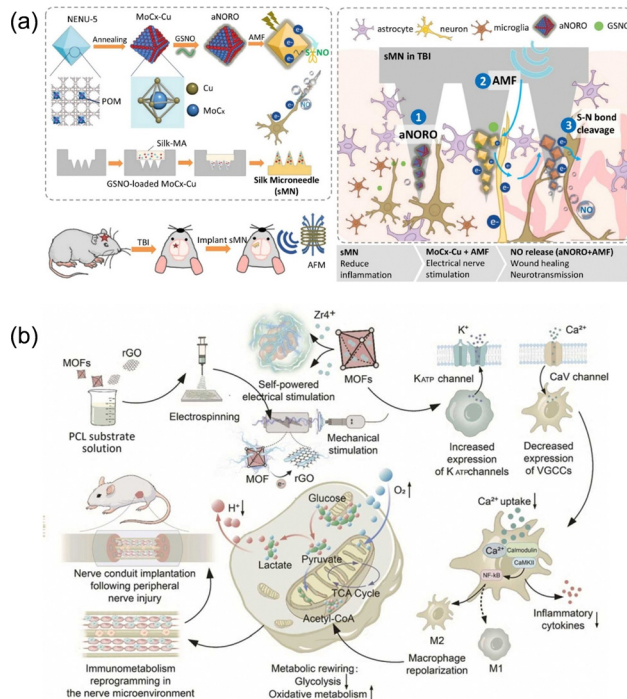 (a)
NENU-5
MoCx-Cu
aNORO
Annealing
GSNO
AMF
S NO
e-
NO
POM
Cu
MoCx
Silk-MA
GSNO-loaded MoCx-Cu
Silk Microneedle
(sMN)
TBI
Implant sMN
AFM
astrocyte
neuron
microglia
aNORO
GSNO
sMN in TBI
1
aNORO
2 AMF
3
S-N bond
cleavage
e-
NO
sMN
Reduce
inflammation
MoCx-Cu + AMF
Electrical nerve
stimulation
NO release (aNORO+AMF)
Wound healing
Neurotransmission
(b)
MOFs
rGO
PCL substrate
solution
Electrospinning
Zr4+
Self-powered
electrical stimulation
MOFs
Mechanical
stimulation
MOF
rGO
K+
KATP channel
Increased
expression
of KATPchannels
Ca2+
CaV channel
Decreased
expression
of VGCCs
Ca2+ uptake
Ca2+
Calmodulin
CaMKII
NF-kB
Inflammatory
cytokines
M2
M1
Macrophage
repolarization
H+
Glucose
O2
Lactate
Pyruvate
TCA Cycle
Acetyl-CoA
Metabolic rewiring:
Glycolysis
Oxidative metabolism
Nerve conduit implantation
following peripheral
nerve injury
Immunometabolism
reprogramming in
the nerve microenvironment